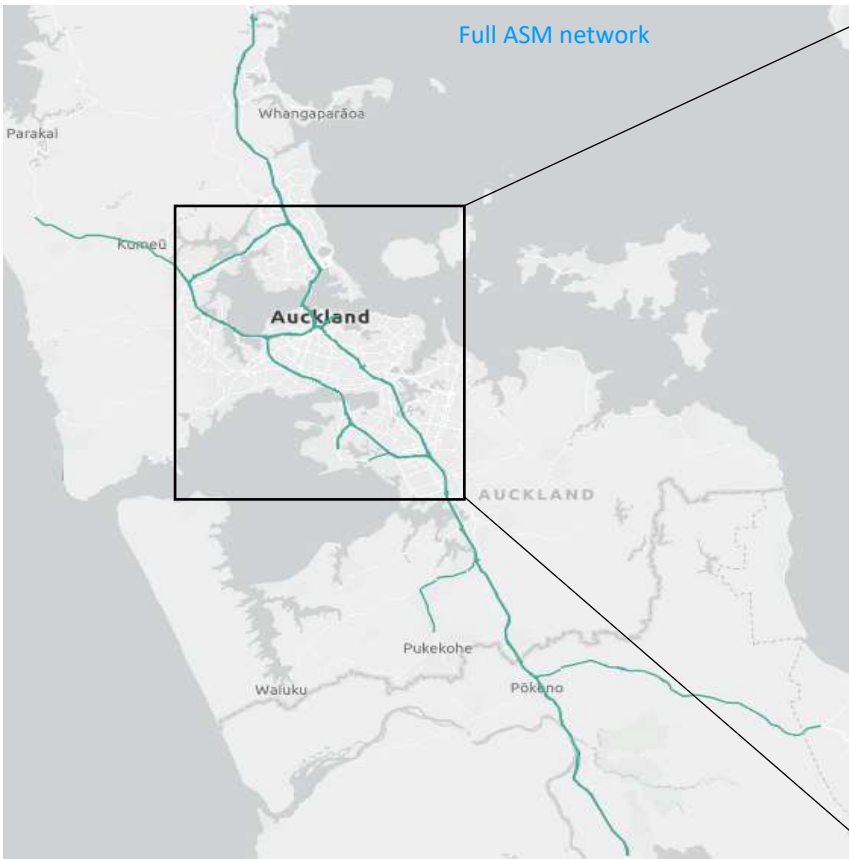 Full ASM network
Whangaparāoa
Parakai
Kumeū
Auckland
AUCKLAND
Pukekohe
Waiuku
Pōkeno